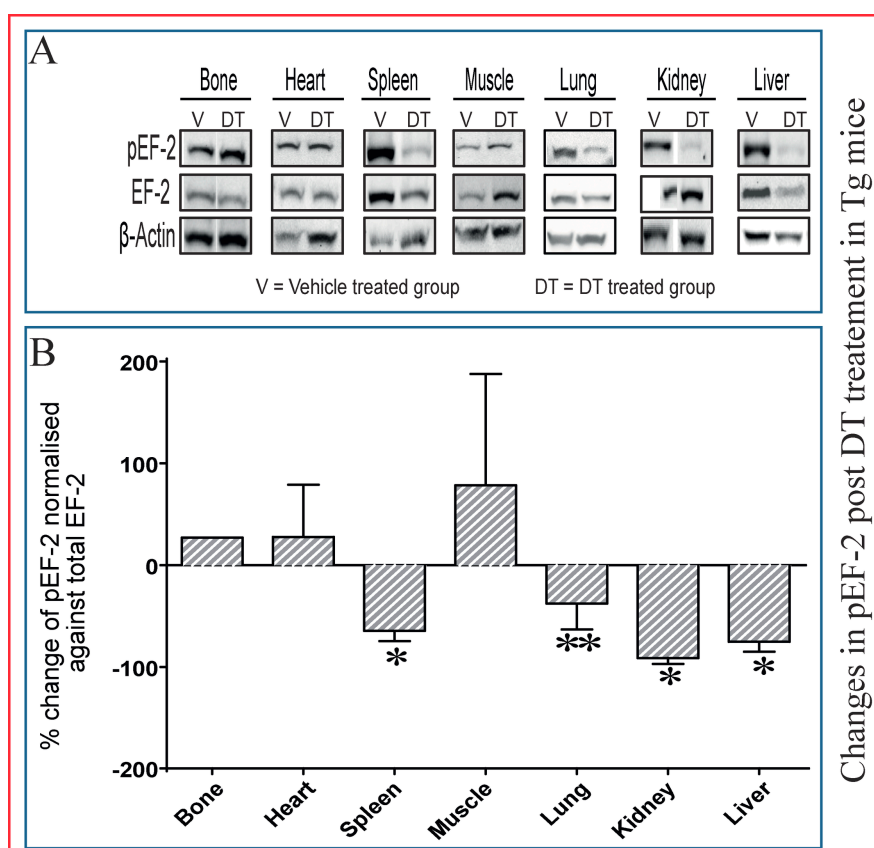 A
Bone Heart Spleen Muscle Lung Kidney Liver
V DT V DT V DT V DT V DT V DT V DT
pEF-2
EF-2
β-Actin
V = Vehicle treated group DT = DT treated group
B
% change of pEF-2 normalised
against total EF-2
200
100
0
-100
-200
* ** * *
Bone Heart Spleen Muscle Lung Kidney Liver
Changes in pEF-2 post DT treatement in Tg mice